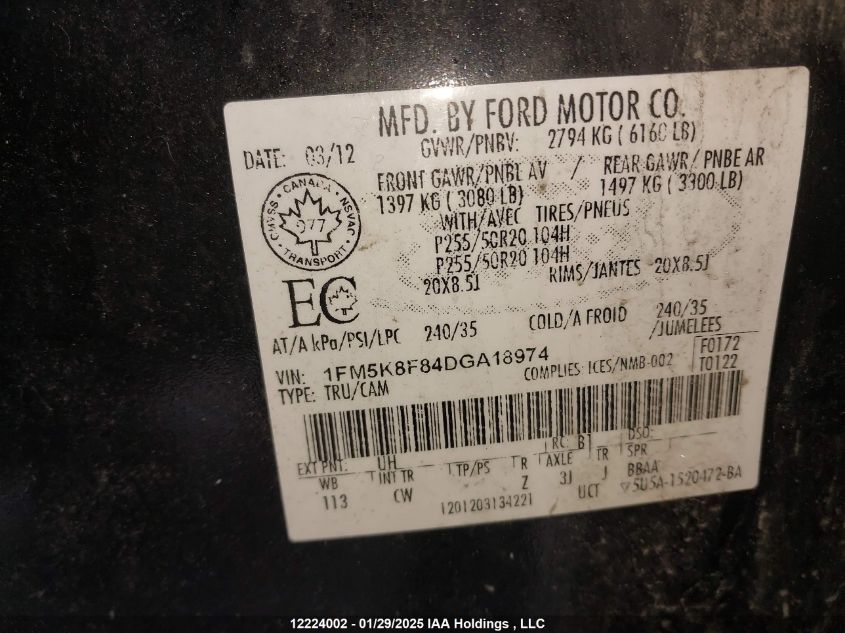 MFD. BY FORD MOTOR CO.
DATE: 03/12
GVWR/PNBV: 2794 KG ( 6160 LB)
FRONT GAWR/PNBE AV / REAR GAWR/ PNBE AR
1397 KG ( 3080 LB) 1497 KG ( 3300 LB)
WITH/AVEC TIRES/PNEUS
P255/50R20 104H
P255/50R20 104H
20X8.5J RIMS/JANTES 20X8.5J
CANADA
CMVSS NSVAC
977
TRANSPORT
EC
AT/A kPa/PSI/LPC 240/35 COLD/A FROID 240/35
/JUMELEES
VIN: 1FM5K8F84DGA18974
COMPLIES: ICES/NMB-002
F0172
T0122
TYPE: TRU/CAM
EXT PNT: UH RC: B1 DSO:
WB INT TR TP/PS R AXLE TR SPR
113 CW Z 3J J BBAA
1201203134221 UCT 5U5A-1520472-BA
12224002 - 01/29/2025 IAA Holdings , LLC